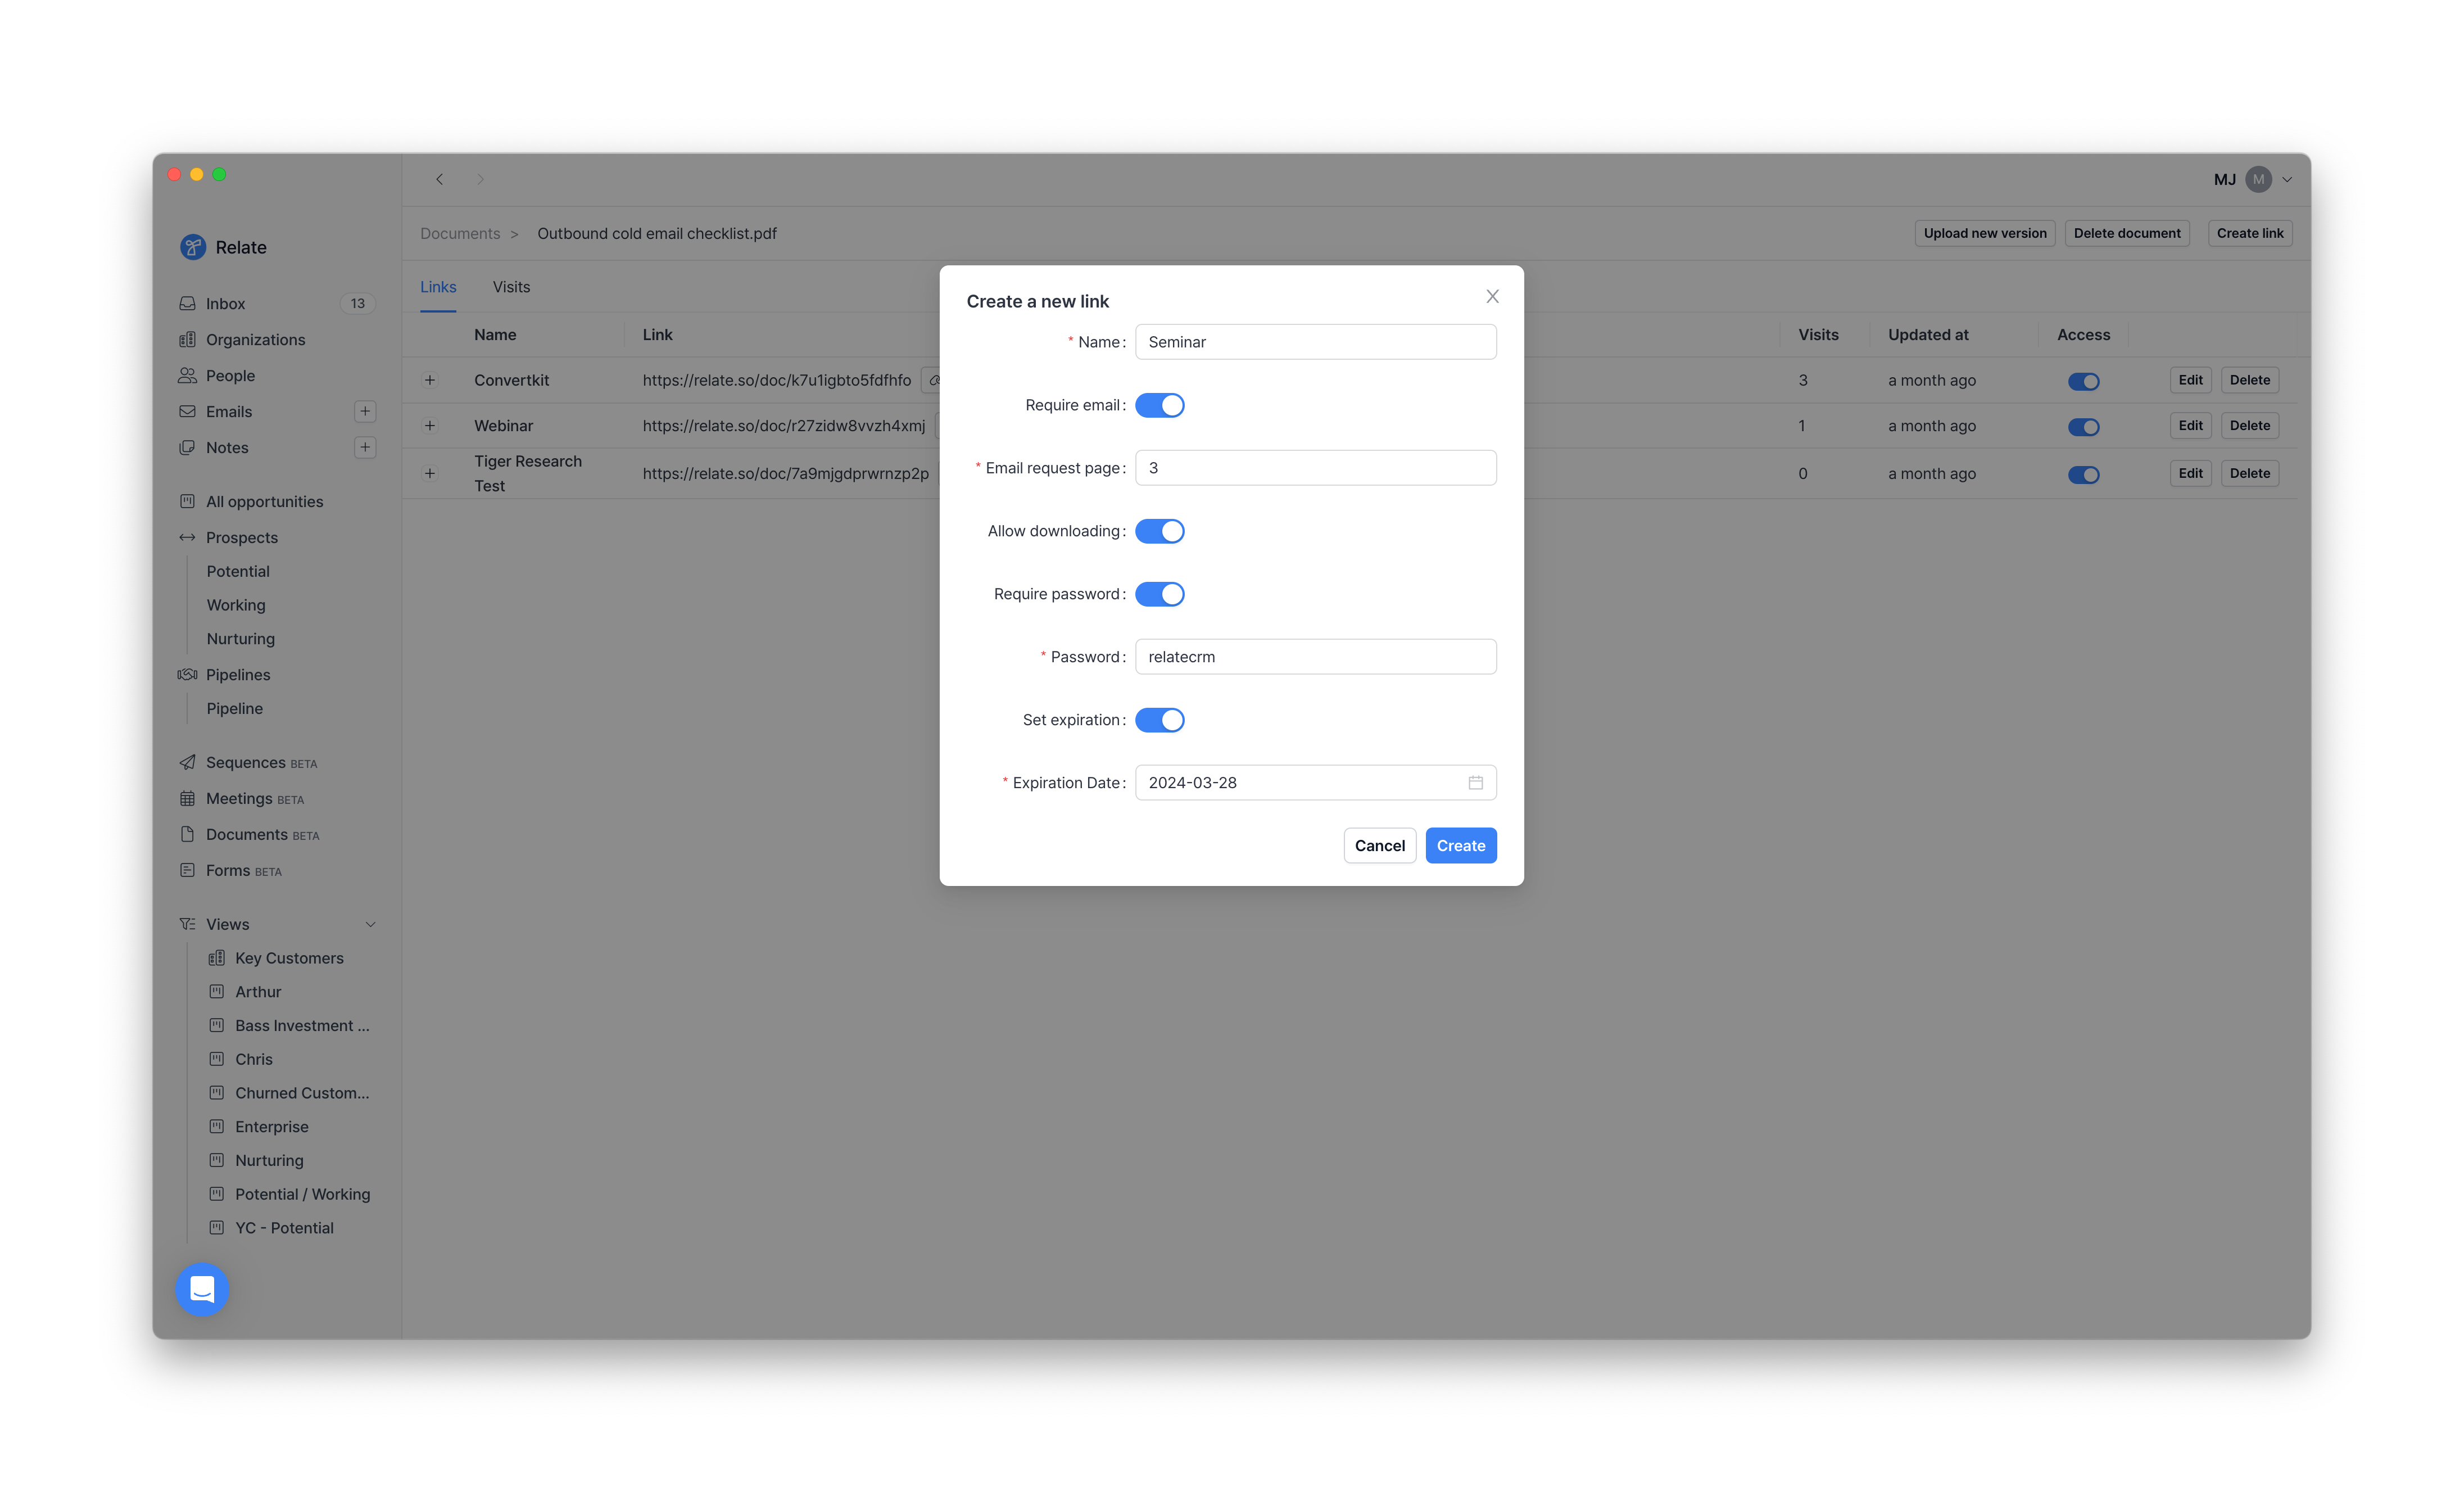 MJ M
Relate
Inbox 13
Organizations
People
Emails
Notes
All opportunities
Prospects
Potential
Working
Nurturing
Pipelines
Pipeline
Sequences BETA
Meetings BETA
Documents BETA
Forms BETA
Views
Key Customers
Arthur
Bass Investment ...
Chris
Churned Custom...
Enterprise
Nurturing
Potential / Working
YC - Potential
Documents > Outbound cold email checklist.pdf
Upload new version Delete document Create link
Links Visits
Name Link Visits Updated at Access
Convertkit https://relate.so/doc/k7u1igbto5fdfhfo 3 a month ago Edit Delete
Webinar https://relate.so/doc/r27zidw8vvzh4xmj 1 a month ago Edit Delete
Tiger Research
Test
https://relate.so/doc/7a9mjgdprwrnzp2p 0 a month ago Edit Delete
Create a new link
* Name: Seminar
Require email:
* Email request page: 3
Allow downloading:
Require password:
* Password: relatecrm
Set expiration:
* Expiration Date: 2024-03-28
Cancel Create